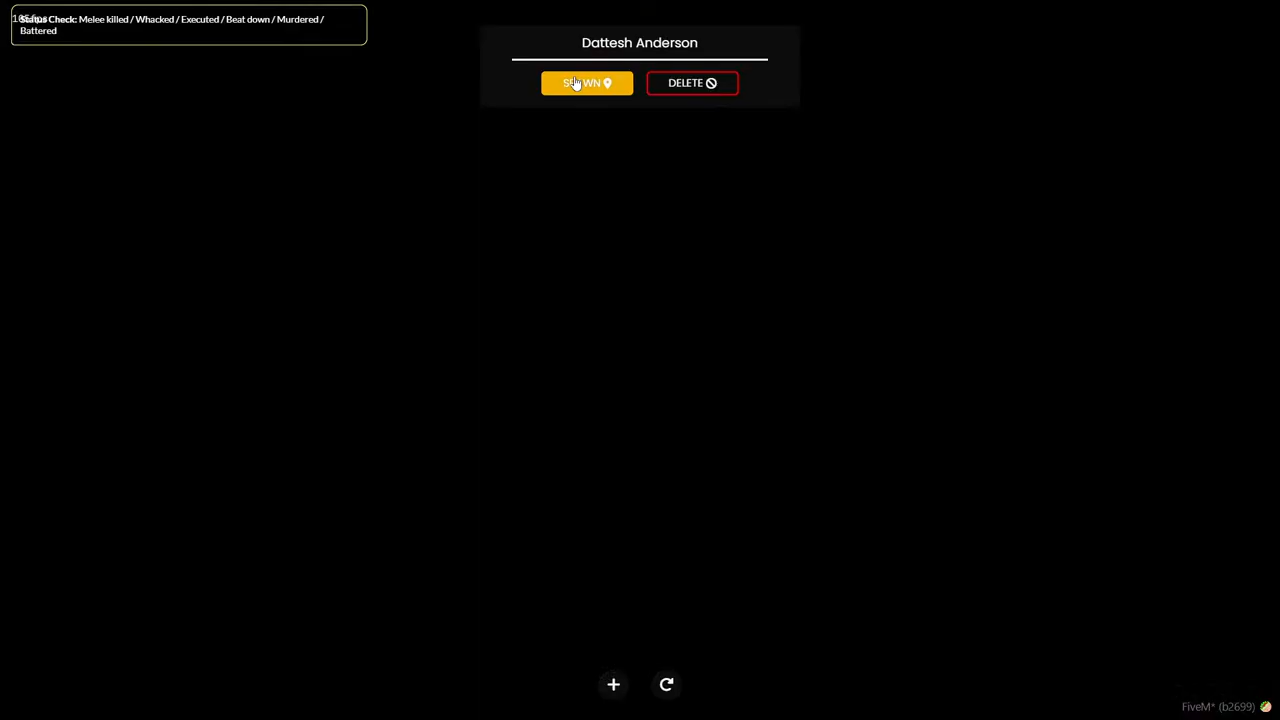 Status Check: Melee killed / Whacked / Executed / Beat down / Murdered /
Battered
Dattesh Anderson
DELETE
FiveM* (b2699)